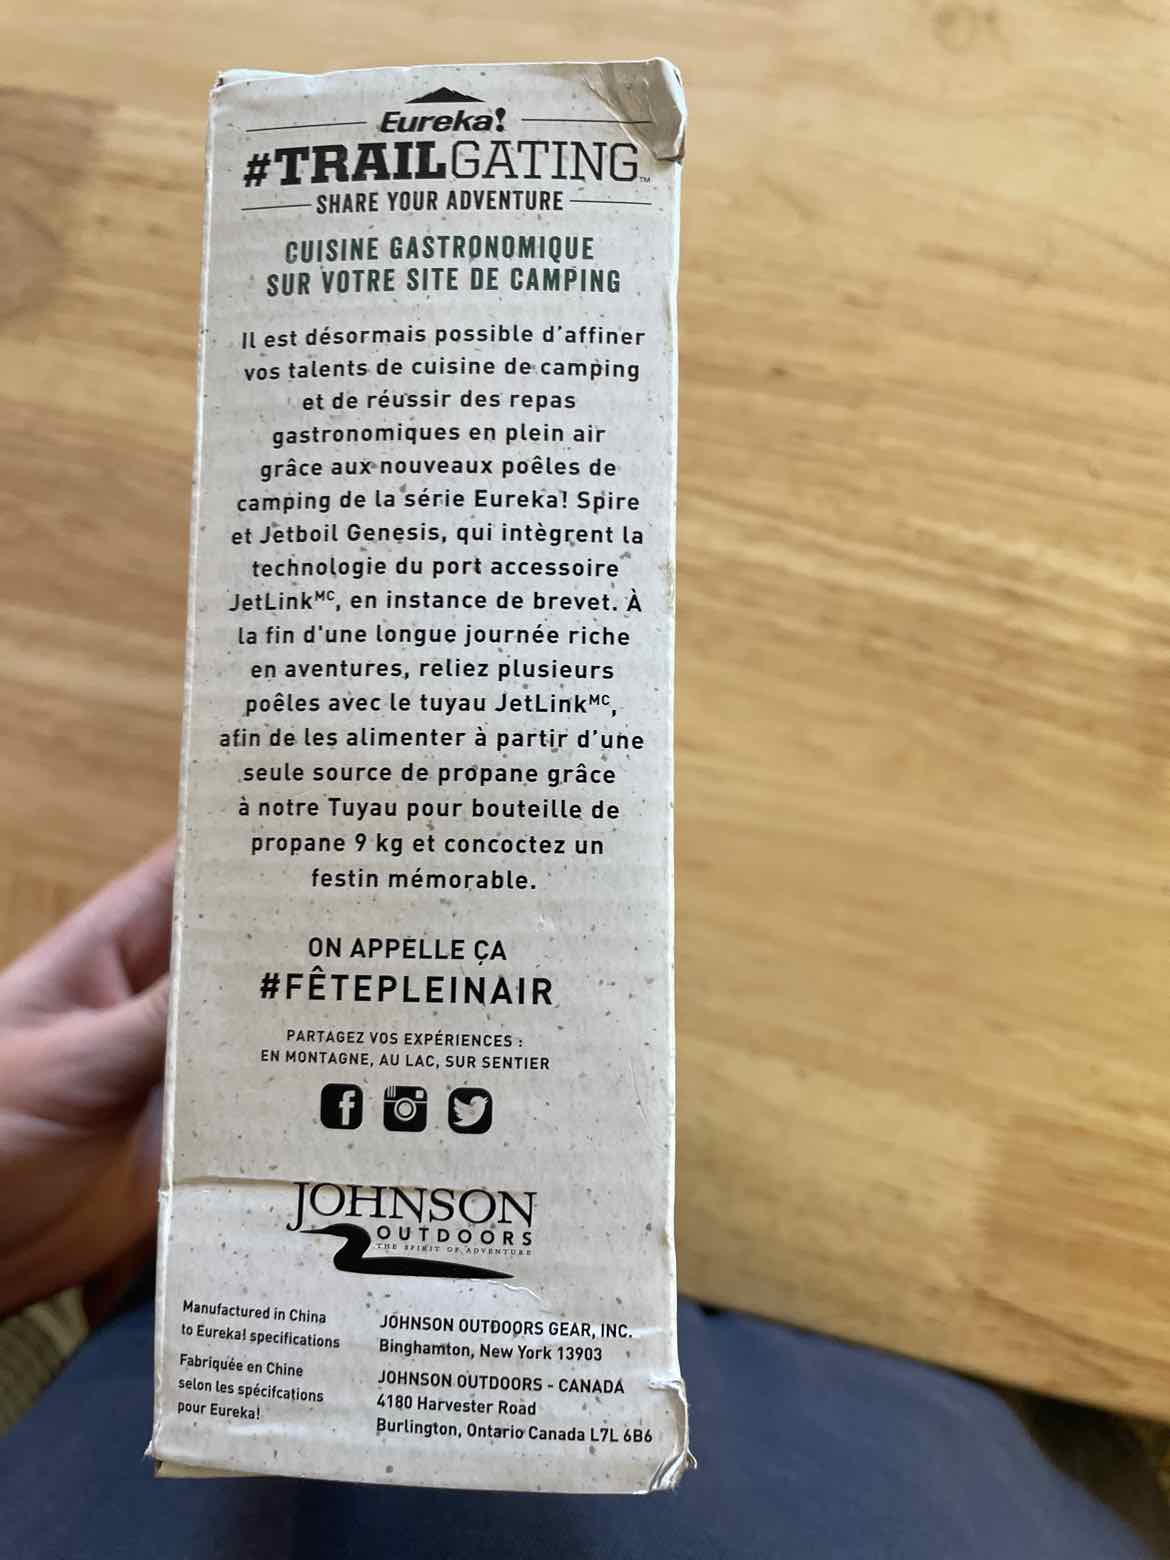 Eureka!
#TRAILGATING™
SHARE YOUR ADVENTURE
CUISINE GASTRONOMIQUE
SUR VOTRE SITE DE CAMPING
Il est désormais possible d'affiner
vos talents de cuisine de camping
et de réussir des repas
gastronomiques en plein air
grâce aux nouveaux poêles de
camping de la série Eureka! Spire
et Jetboil Genesis, qui intègrent la
technologie du port accessoire
JetLinkᴹᶜ, en instance de brevet. À
la fin d'une longue journée riche
en aventures, reliez plusieurs
poêles avec le tuyau JetLinkᴹᶜ,
afin de les alimenter à partir d'une
seule source de propane grâce
à notre Tuyau pour bouteille de
propane 9 kg et concoctez un
festin mémorable.
ON APPELLE ÇA
#FÊTEPLEINAIR
PARTAGEZ VOS EXPÉRIENCES :
EN MONTAGNE, AU LAC, SUR SENTIER
JOHNSON
OUTDOORS
THE SPIRIT OF ADVENTURE
Manufactured in China
to Eureka! specifications
Fabriquée en Chine
selon les spécifcations
pour Eureka!
JOHNSON OUTDOORS GEAR, INC.
Binghamton, New York 13903
JOHNSON OUTDOORS - CANADA
4180 Harvester Road
Burlington, Ontario Canada L7L 6B6